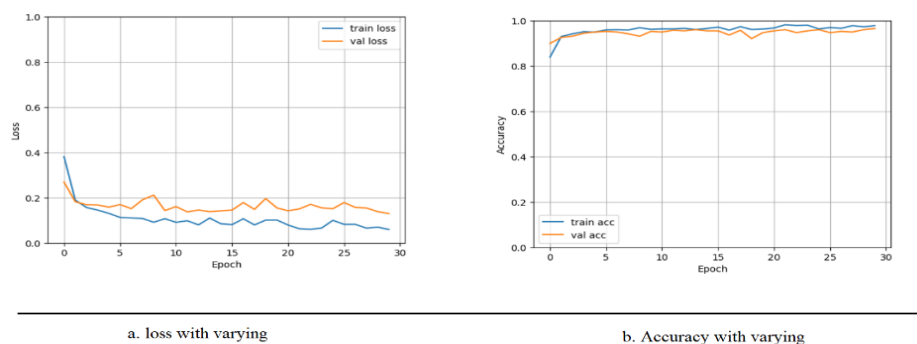 1.0
0.8
0.6
0.4
0.2
0.0
Loss
0 5 10 15 20 25 30
Epoch
train loss
val loss
1.0
0.8
0.6
0.4
0.2
0.0
Accuracy
0 5 10 15 20 25 30
Epoch
train acc
val acc
a. loss with varying
b. Accuracy with varying